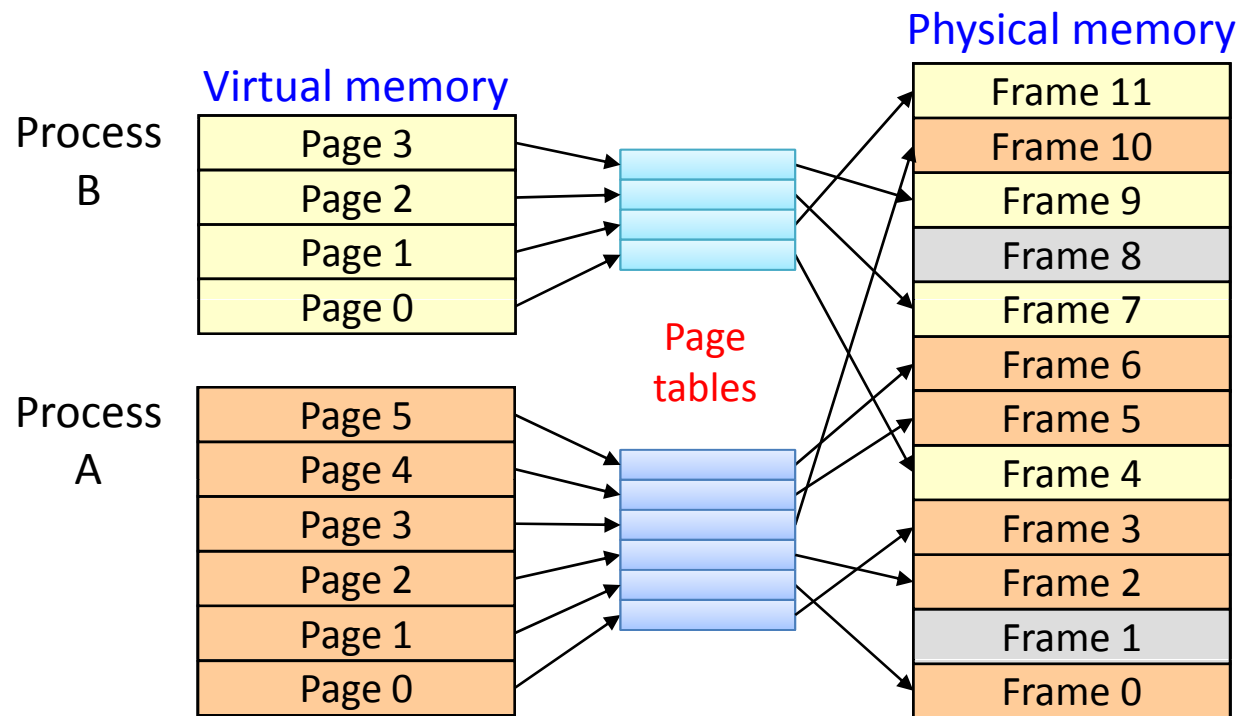 Virtual memory
Process
B
Page 3
Page 2
Page 1
Page 0
Process
A
Page 5
Page 4
Page 3
Page 2
Page 1
Page 0
Page
tables
Physical memory
Frame 11
Frame 10
Frame 9
Frame 8
Frame 7
Frame 6
Frame 5
Frame 4
Frame 3
Frame 2
Frame 1
Frame 0